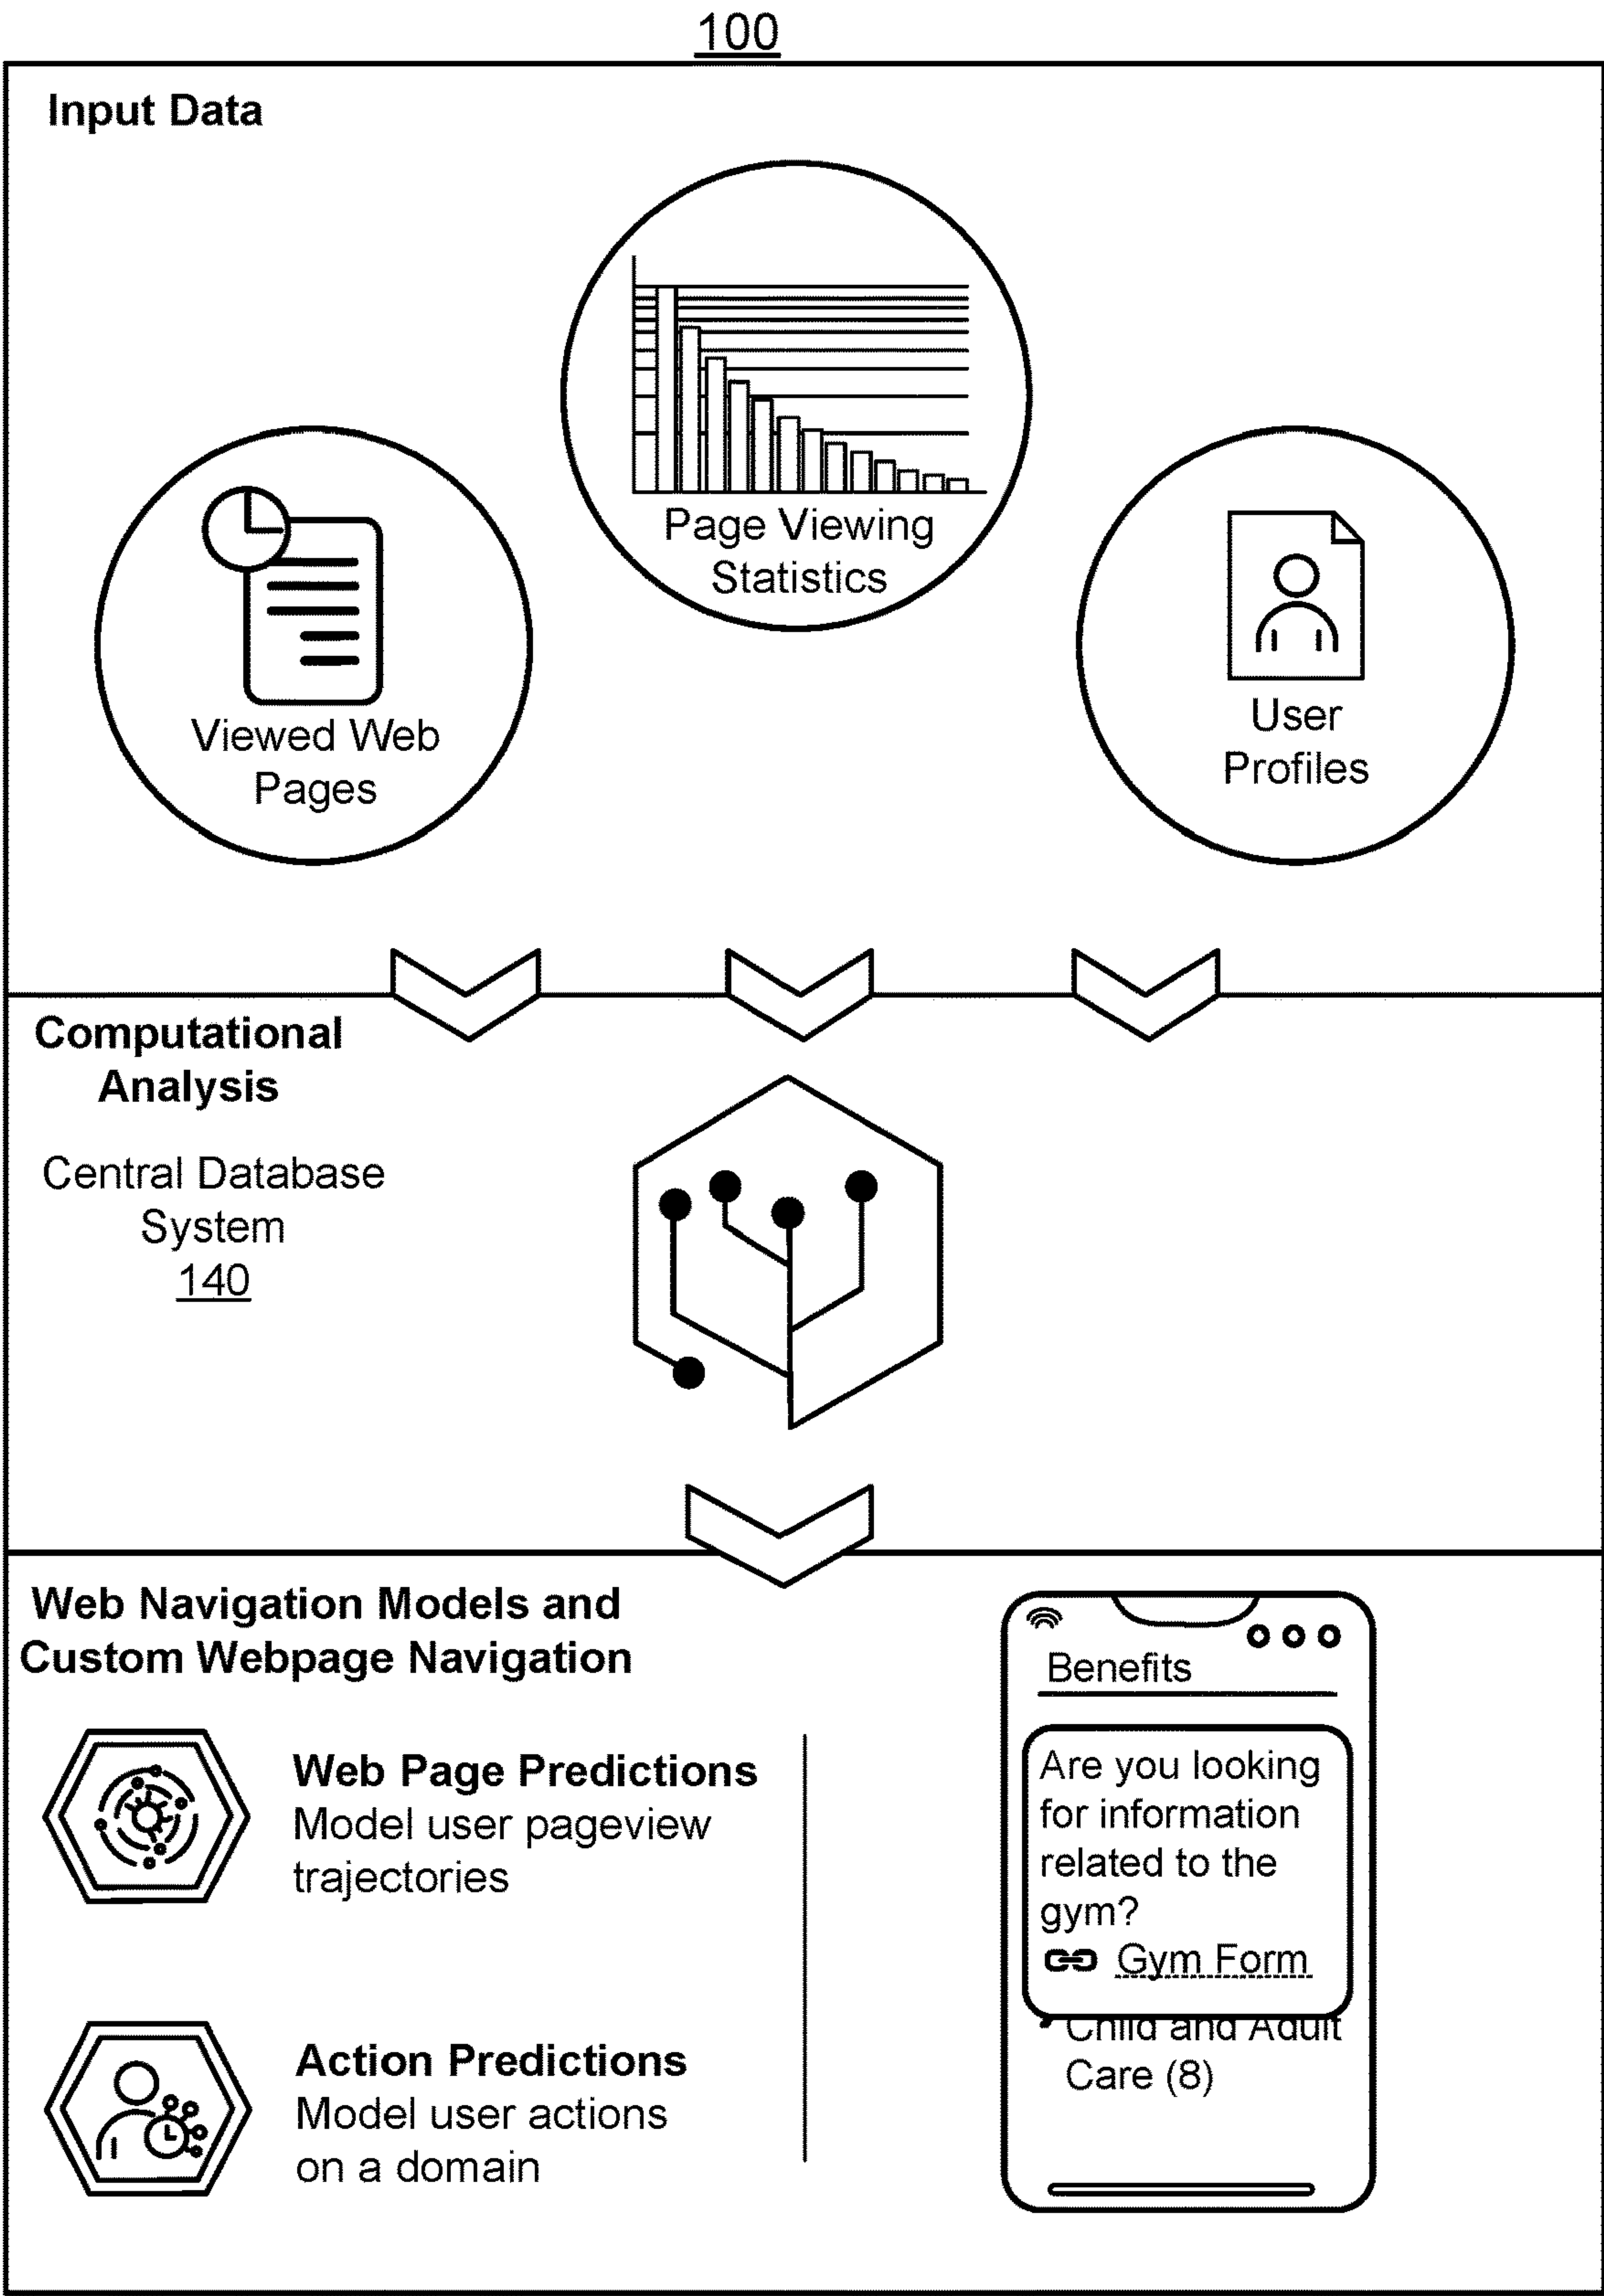 100
Input Data
Page Viewing
Statistics
Viewed Web
Pages
User
Profiles
Computational
Analysis
Central Database
System
140
Web Navigation Models and
Custom Webpage Navigation
Web Page Predictions
Model user pageview
trajectories
Action Predictions
Model user actions
on a domain
Benefits
Are you looking
for information
related to the
gym?
Gym Form
Child and Adult
Care (8)